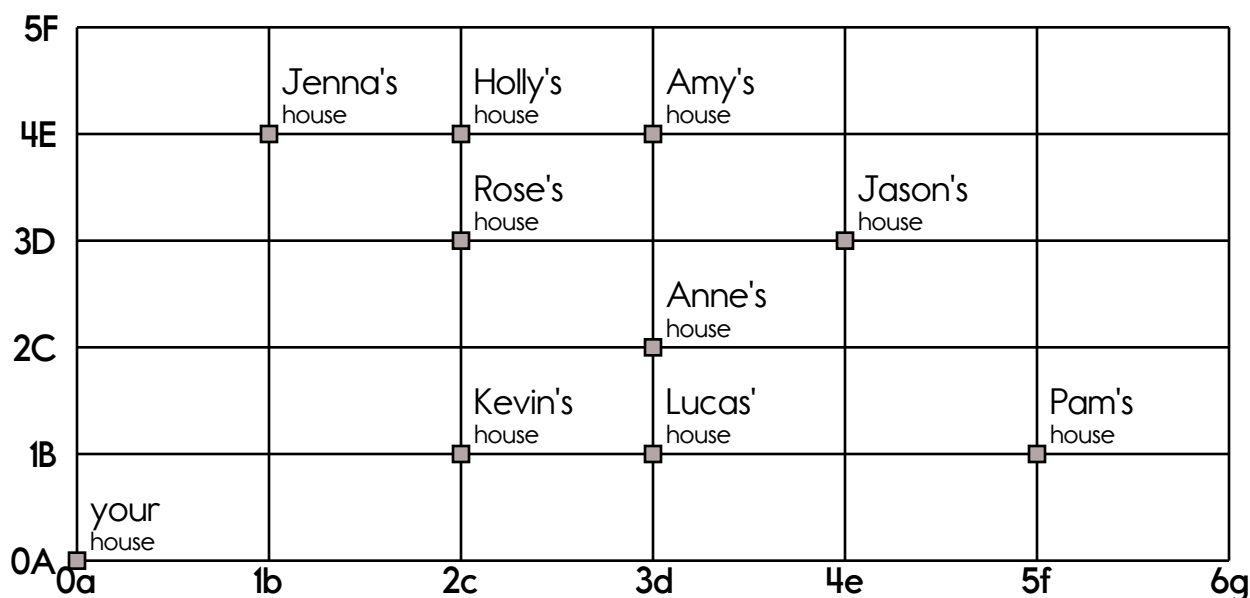 5F
Jenna's
house
Holly's
house
Amy's
house
4E
Rose's
house
Jason's
house
3D
Anne's
house
2C
Kevin's
house
Lucas'
house
Pam's
house
1B
your
house
0A
0a 1b 2c 3d 4e 5f 6g